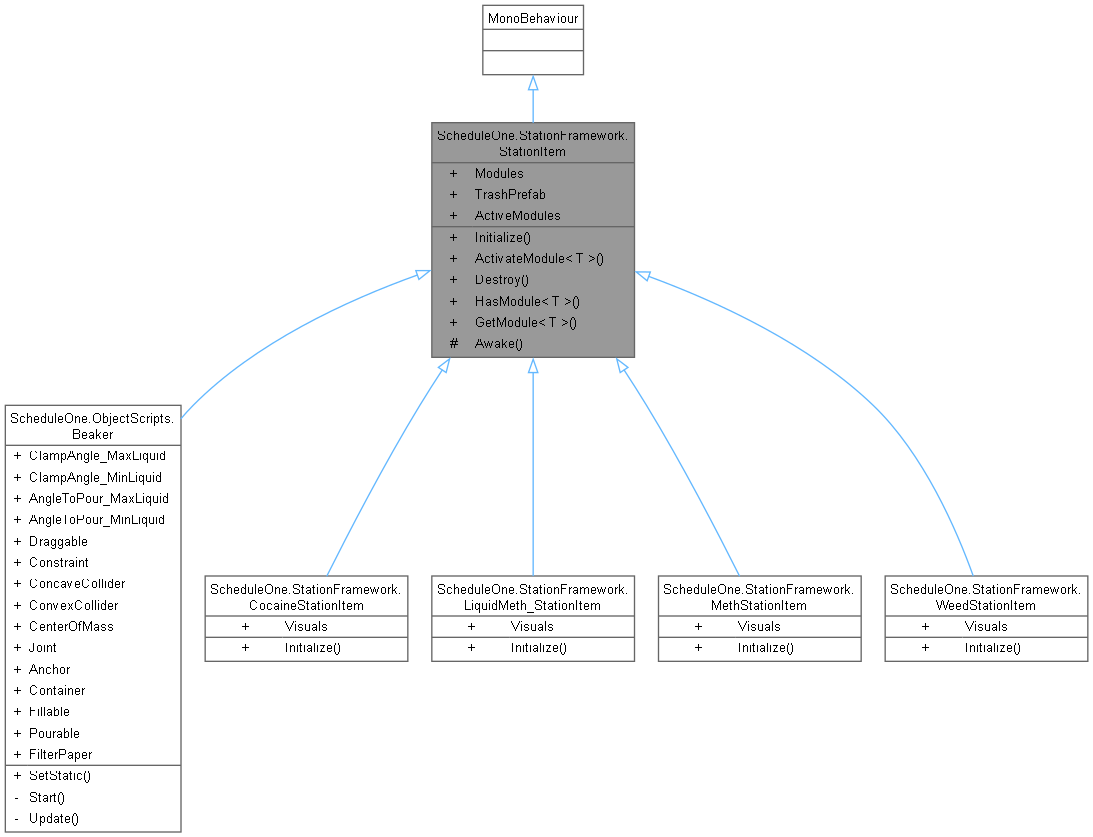 MonoBehaviour
ScheduleOne.StationFramework.
StationItem
+ Modules
+ TrashPrefab
+ ActiveModules
+ Initialize()
+ ActivateModule< T >()
+ Destroy()
+ HasModule< T >()
+ GetModule< T >()
# Awake()
ScheduleOne.ObjectScripts.
Beaker
+ ClampAngle_MaxLiquid
+ ClampAngle_MinLiquid
+ AngleToPour_MaxLiquid
+ AngleToPour_MinLiquid
+ Draggable
+ Constraint
+ ConcaveCollider
+ ConvexCollider
+ CenterOfMass
+ Joint
+ Anchor
+ Container
+ Fillable
+ Pourable
+ FilterPaper
+ SetStatic()
- Start()
- Update()
ScheduleOne.StationFramework.
CocaineStationItem
+ Visuals
+ Initialize()
ScheduleOne.StationFramework.
LiquidMeth_StationItem
+ Visuals
+ Initialize()
ScheduleOne.StationFramework.
MethStationItem
+ Visuals
+ Initialize()
ScheduleOne.StationFramework.
WeedStationItem
+ Visuals
+ Initialize()